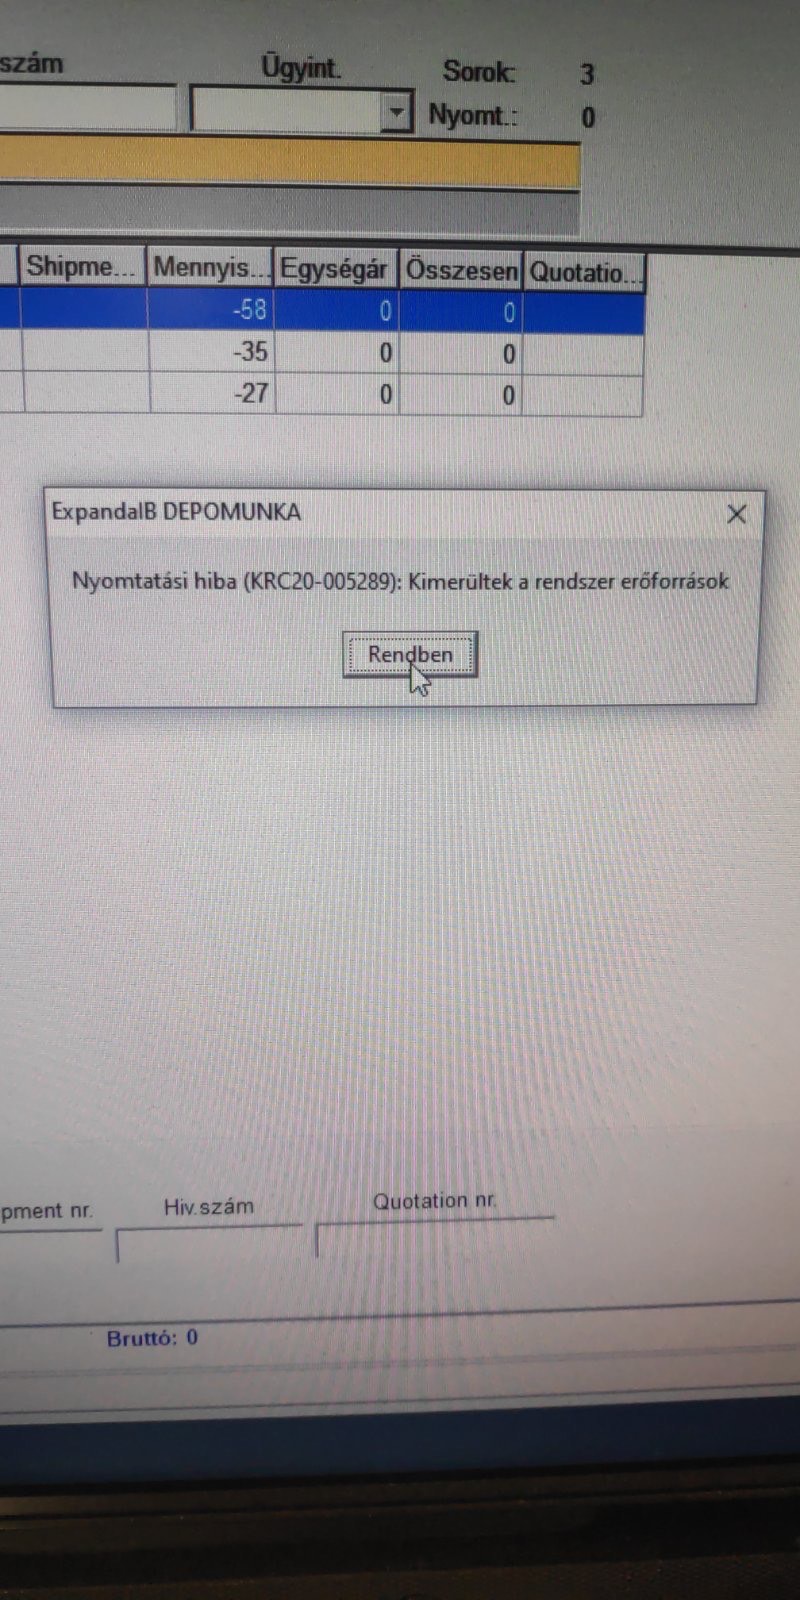 szám Ügyint. Sorok: 3
Nyomt.: 0
Shipme... Mennyis... Egységár Összesen Quotatio...
-58 0 0
-35 0 0
-27 0 0
ExpandaIB DEPOMUNKA
Nyomtatási hiba (KRC20-005289): Kimerültek a rendszer erőforrások
Rendben
pment nr. Hiv.szám Quotation nr.
Bruttó: 0